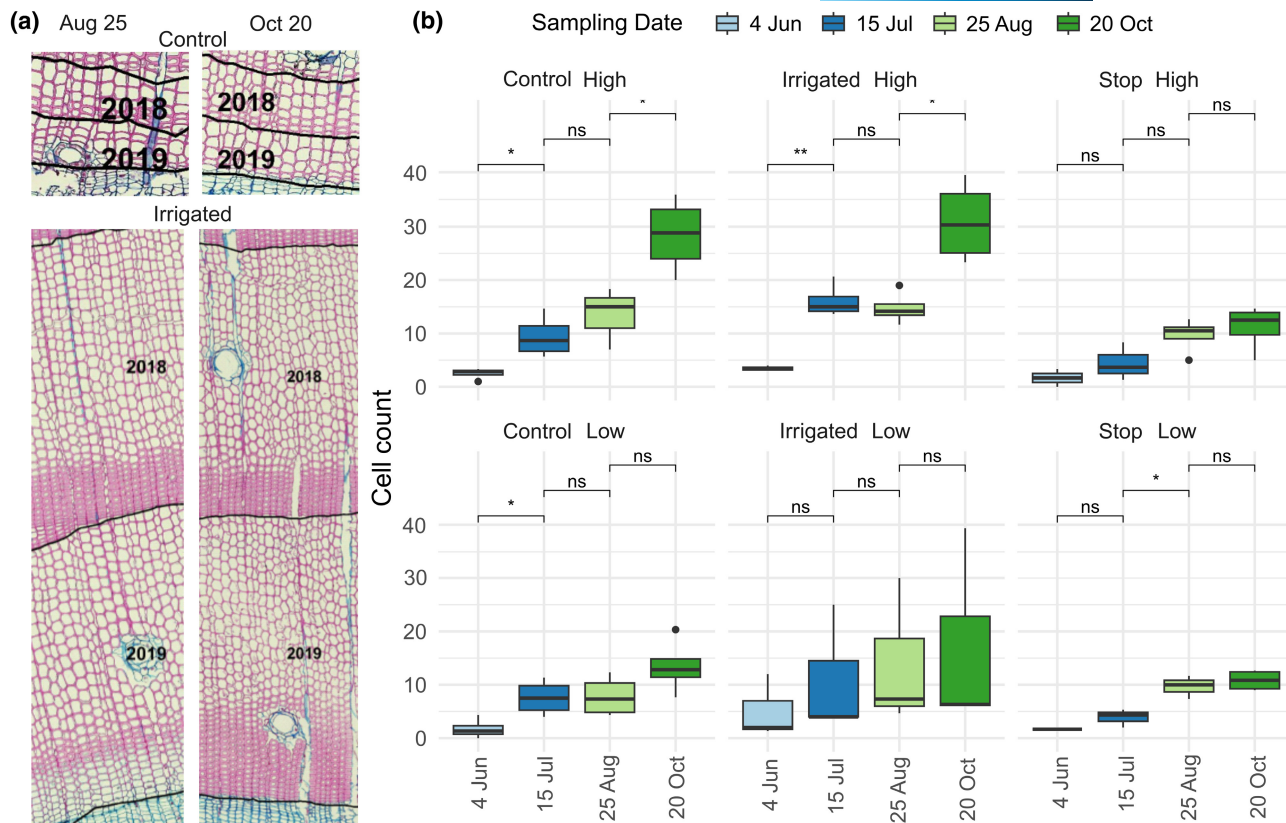 (a) Aug 25 Oct 20
Control
2018
2019
2018
2019
Irrigated
2018
2019
2018
2019
(b) Sampling Date 4 Jun 15 Jul 25 Aug 20 Oct
Cell count
Control High
* ns *
Irrigated High
** ns *
Stop High
ns ns ns
40
30
20
10
0
Control Low
* ns ns
Irrigated Low
ns ns ns
Stop Low
ns * ns
40
30
20
10
0
4 Jun 15 Jul 25 Aug 20 Oct
4 Jun 15 Jul 25 Aug 20 Oct
4 Jun 15 Jul 25 Aug 20 Oct